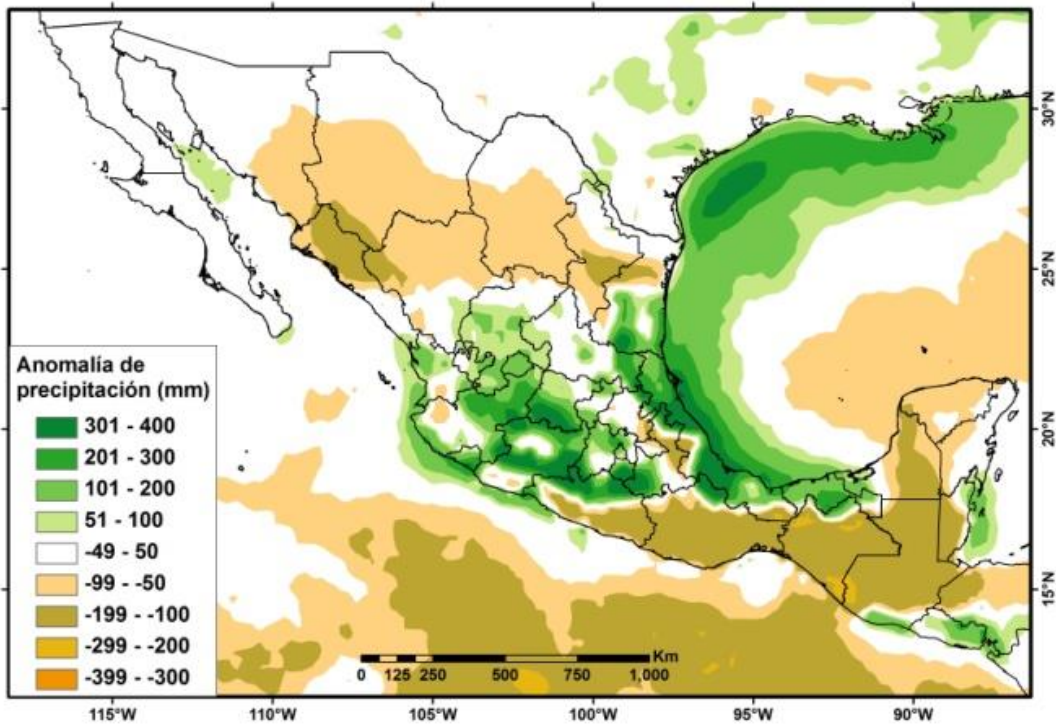 30°N
25°N
20°N
15°N
Anomalía de
precipitación (mm)
301 - 400
201 - 300
101 - 200
51 - 100
-49 - 50
-99 - -50
-199 - -100
-299 - -200
-399 - -300
Km
0 125 250 500 750 1,000
115°W 110°W 105°W 100°W 95°W 90°W